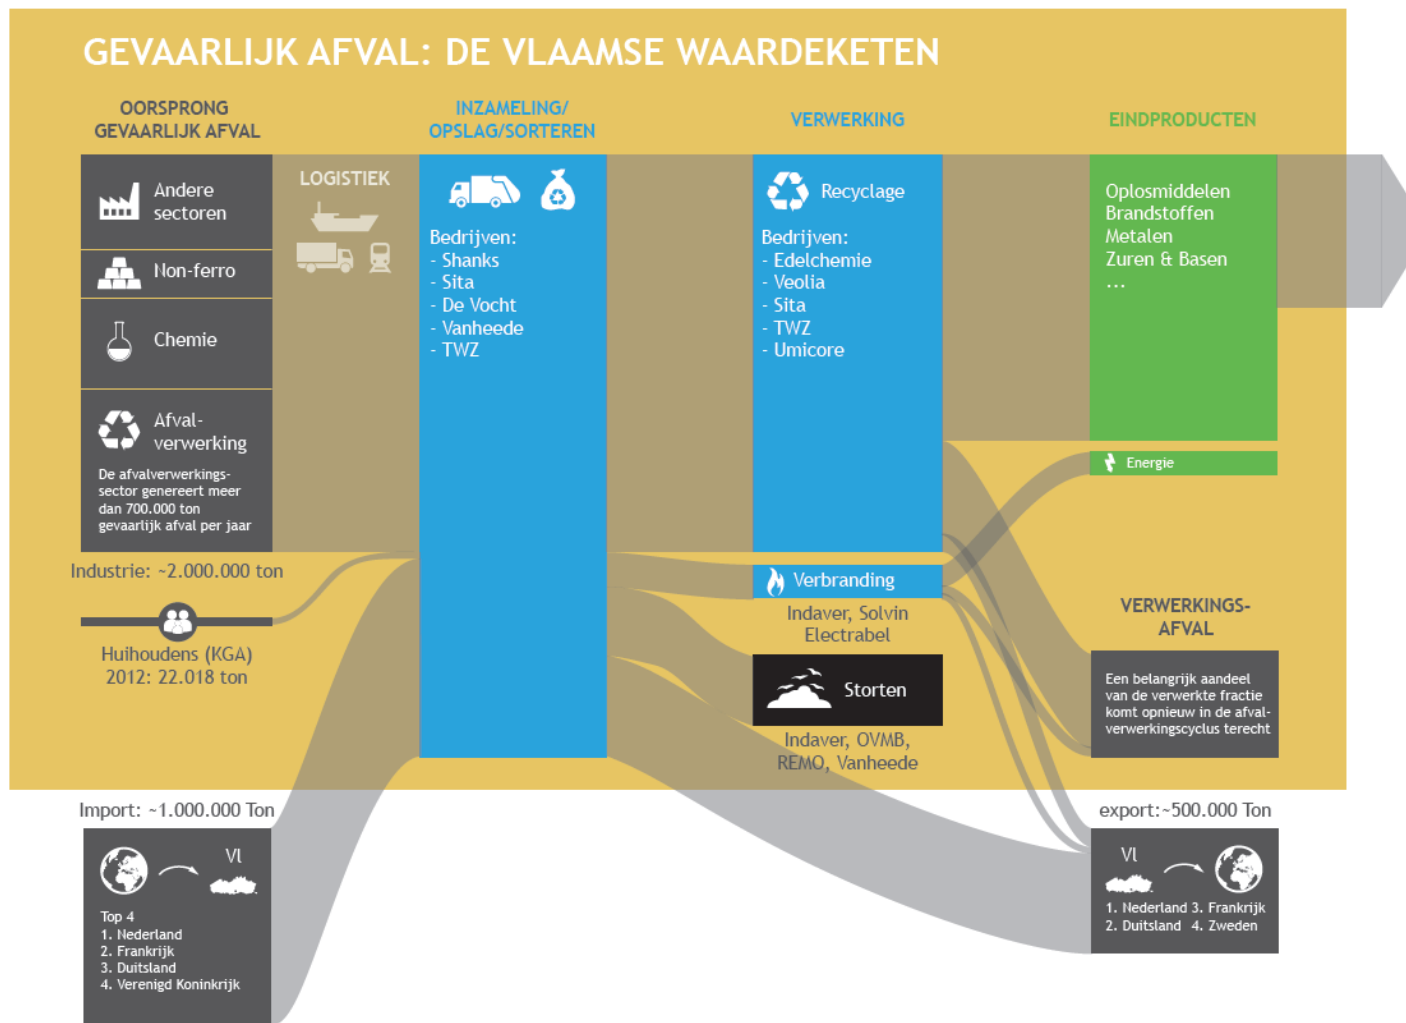 GEVAARLIJK AFVAL: DE VLAAMSE WAARDEKETEN
OORSPRONG
GEVAARLIJK AFVAL
Andere
sectoren
Non-ferro
Chemie
Afval-
verwerking
De afvalverwerkings-
sector genereert meer
dan 700.000 ton
gevaarlijk afval per jaar
Industrie: ~2.000.000 ton
Huihoudens (KGA)
2012: 22.018 ton
Import: ~1.000.000 Ton
Vl
Top 4
1. Nederland
2. Frankrijk
3. Duitsland
4. Verenigd Koninkrijk
LOGISTIEK
INZAMELING/
OPSLAG/SORTEREN
Bedrijven:
- Shanks
- Sita
- De Vocht
- Vanheede
- TWZ
VERWERKING
Recyclage
Bedrijven:
- Edelchemie
- Veolia
- Sita
- TWZ
- Umicore
Verbranding
Indaver, Solvin
Electrabel
Storten
Indaver, OVMB,
REMO, Vanheede
EINDPRODUCTEN
Oplosmiddelen
Brandstoffen
Metalen
Zuren & Basen
...
Energie
VERWERKINGS-
AFVAL
Een belangrijk aandeel
van de verwerkte fractie
komt opnieuw in de afval-
verwerkingscyclus terecht
export:~500.000 Ton
Vl
1. Nederland 3. Frankrijk
2. Duitsland 4. Zweden